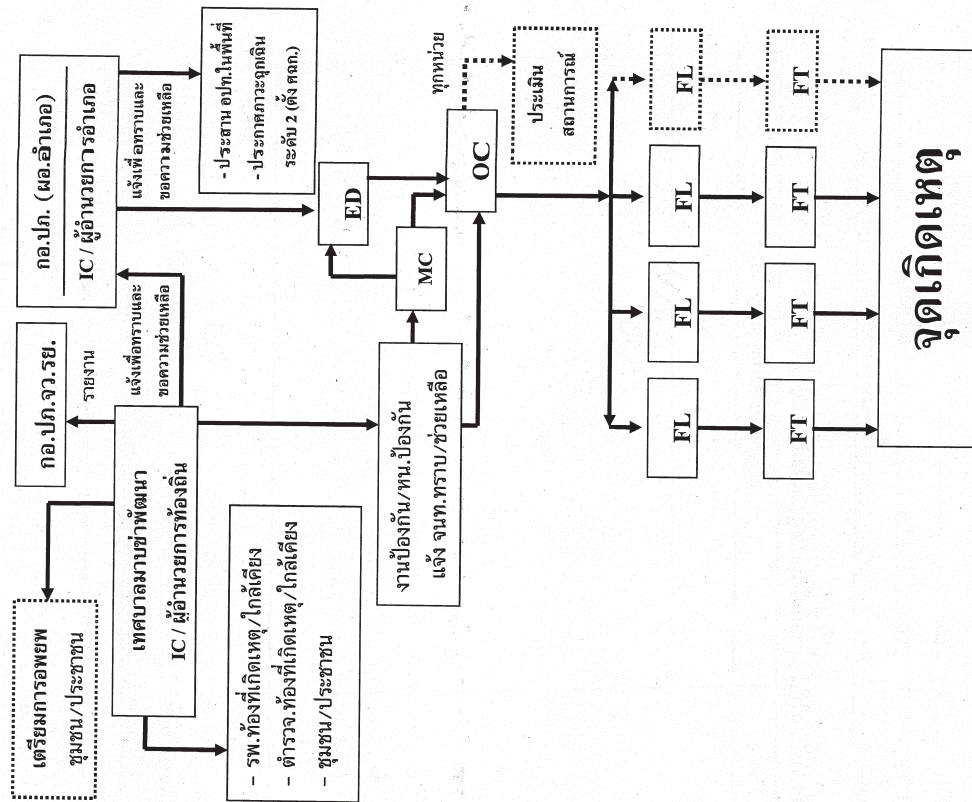 เตรียมการอพยพ
ชุมชน/ประชาชน
กอ.ปภ.จว.รย.
รายงาน
กอ.ปภ. (ผอ.อำเภอ)
IC / ผู้อำนวยการอำเภอ
เทศบาลมาบข่าพัฒนา
IC / ผู้อำนวยการท้องถิ่น
แจ้งเพื่อทราบและ
ขอความช่วยเหลือ
แจ้งเพื่อทราบและ
ขอความช่วยเหลือ
- ประสาน อปท.ในพื้นที่
- ประกาศภาวะฉุกเฉิน
ระดับ 2 (ตั้ง ศฉก.)
- รพ.ท้องที่เกิดเหตุ/ใกล้เคียง
- ตำรวจ.ท้องที่เกิดเหตุ/ใกล้เคียง
- ชุมชน/ประชาชน
งานป้องกัน/หน.ป้องกัน
แจ้ง จนท.ทราบ/ช่วยเหลือ
MC
ED
OC
ทุกหน่วย
ประเมิน
สถานการณ์
FL
FL
FL
FL
FT
FT
FT
FT
จุดเกิดเหตุ